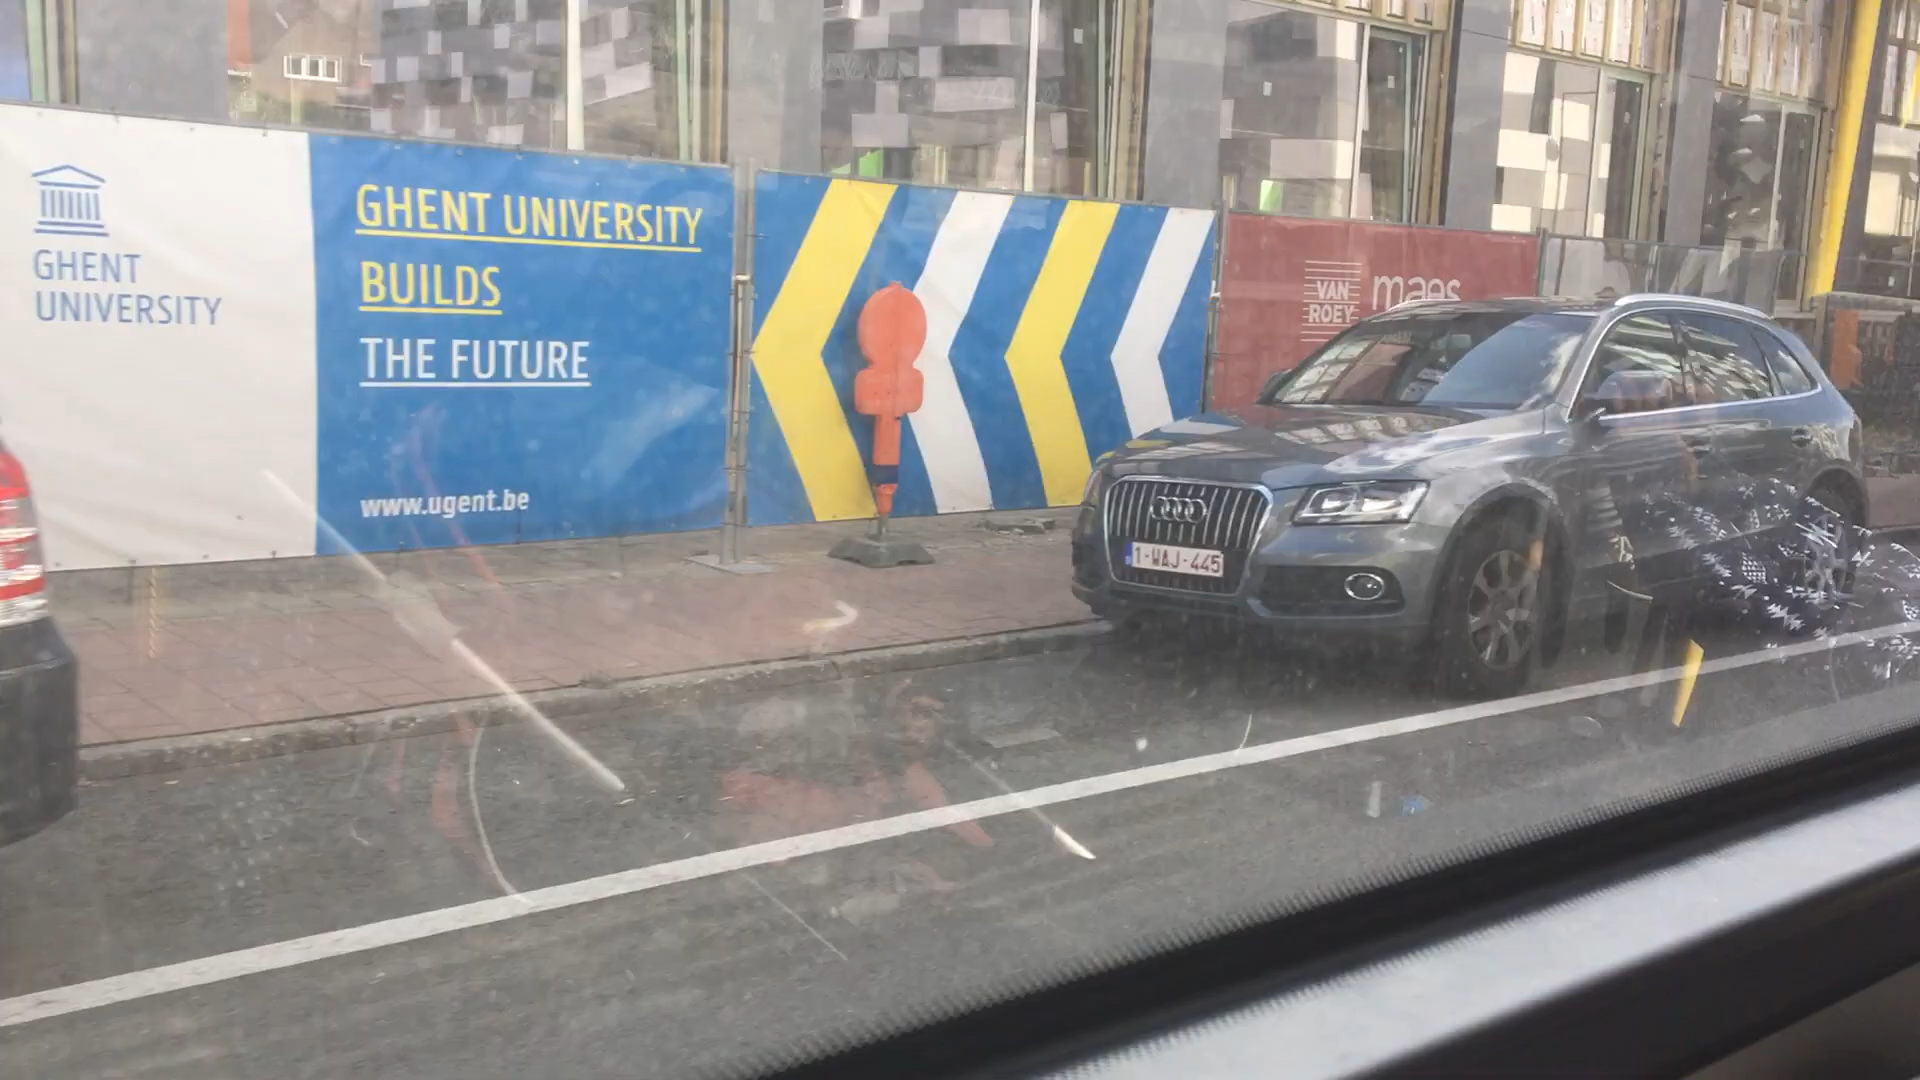 GHENT
UNIVERSITY
GHENT UNIVERSITY
BUILDS
THE FUTURE
www.ugent.be
VAN
ROEY
maes
1-WAJ-445